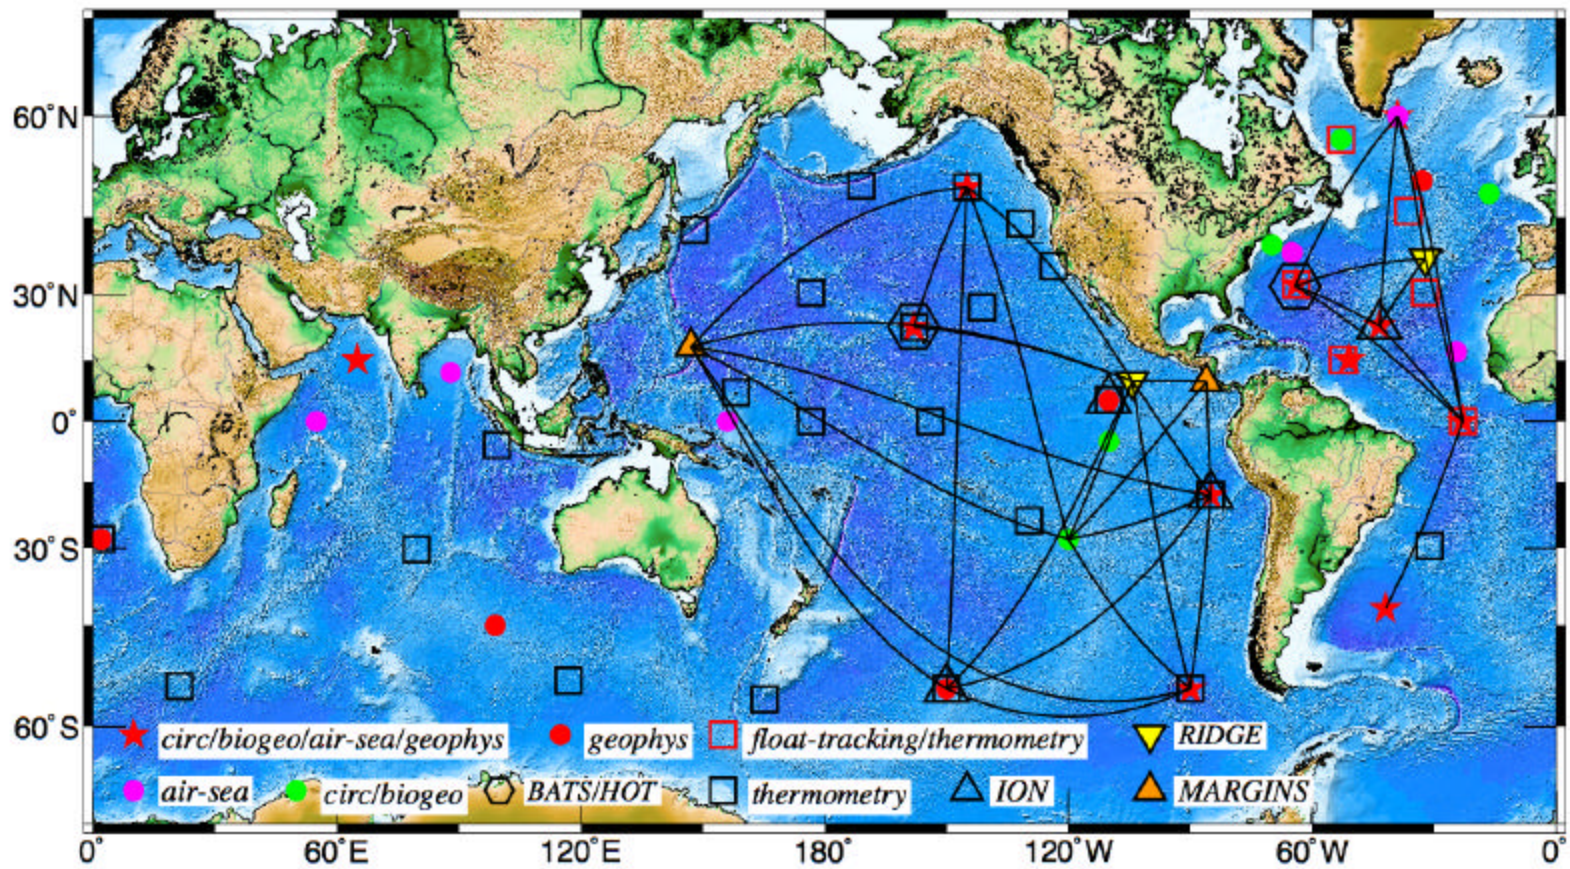 60°N
30°N
0°
30°S
60°S
circ/biogeo/air-sea/geophys
geophys
float-tracking/thermometry
RIDGE
air-sea
circ/biogeo
BATS/HOT
thermometry
ION
MARGINS
0°
60°E
120°E
180°
120°W
60°W
0°